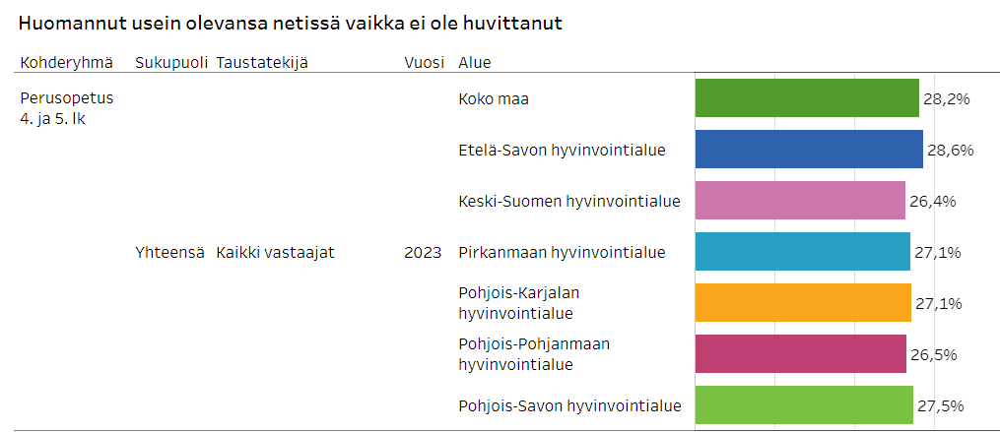 Huomannut usein olevansa netissä vaikka ei ole huvittanut
Kohderyhmä Sukupuoli Taustatekijä Vuosi Alue
Perusopetus
4. ja 5. lk
Koko maa 28,2%
Etelä-Savon hyvinvointialue 28,6%
Keski-Suomen hyvinvointialue 26,4%
Yhteensä Kaikki vastaajat 2023 Pirkanmaan hyvinvointialue 27,1%
Pohjois-Karjalan
hyvinvointialue 27,1%
Pohjois-Pohjanmaan
hyvinvointialue 26,5%
Pohjois-Savon hyvinvointialue 27,5%